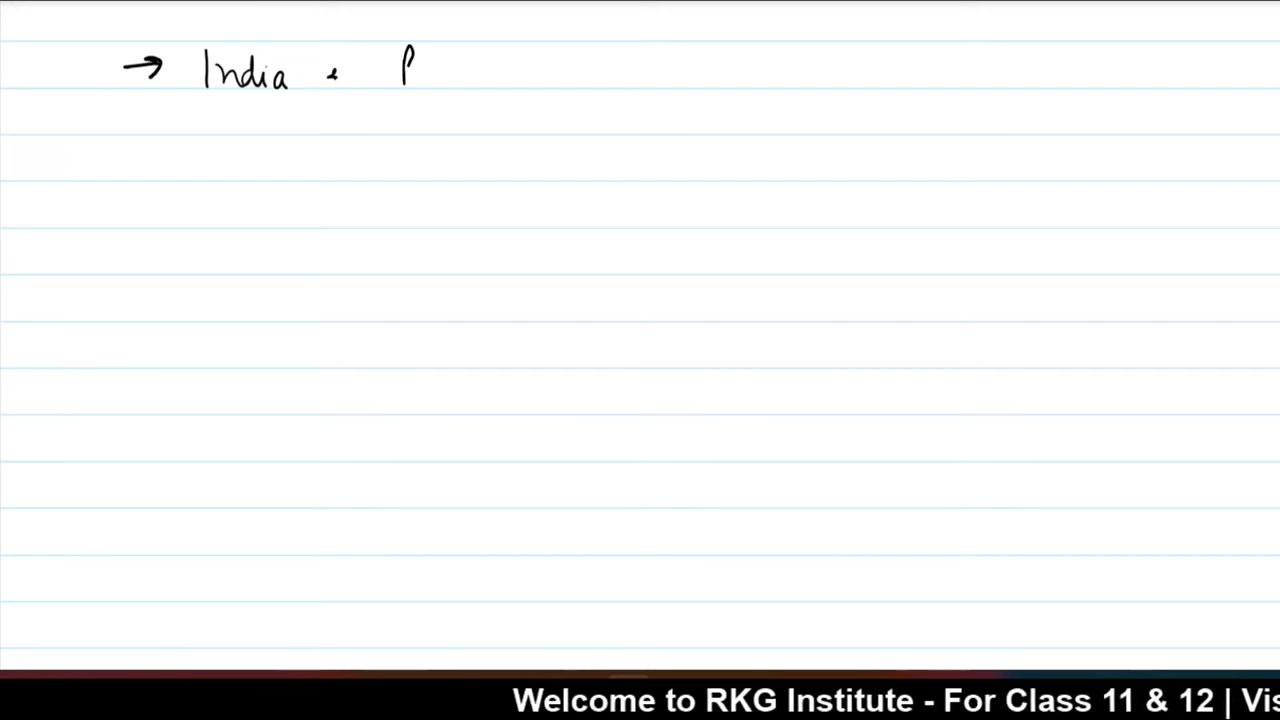 → India &
Welcome to RKG Institute - For Class 11 & 12 | Vis